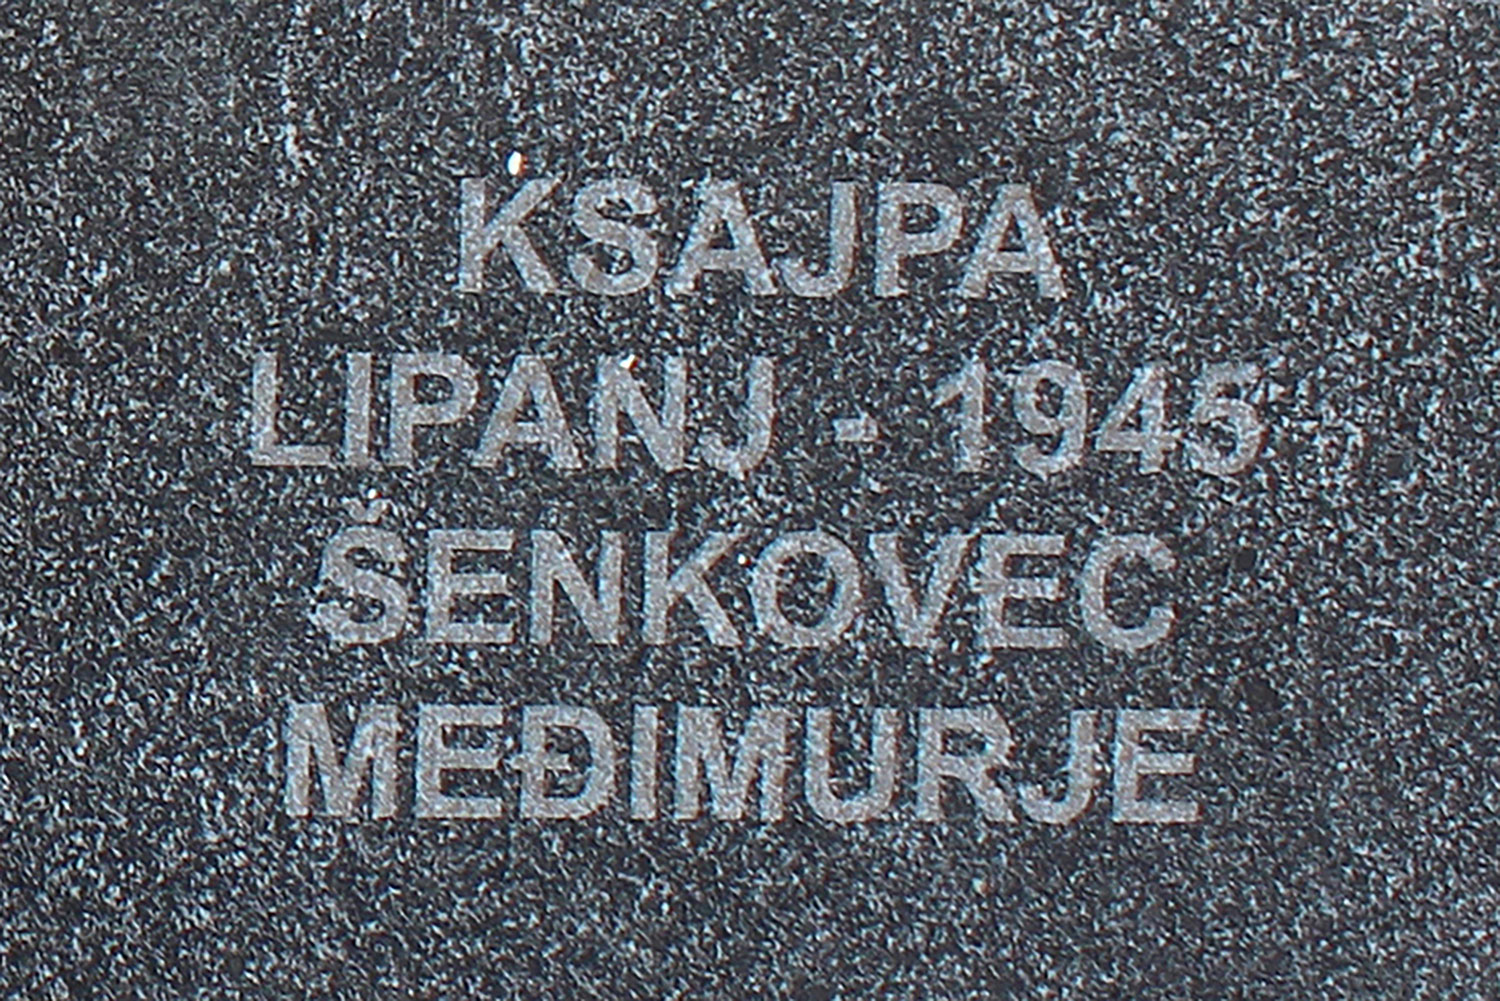 KSAJPA
LIPANJ - 1945
ŠENKOVEC
MEĐIMURJE